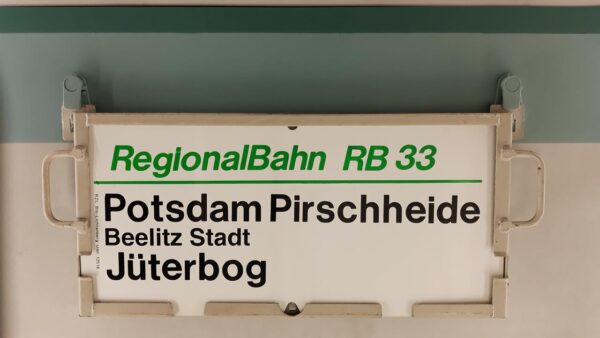 RegionalBahn RB 33
Potsdam Pirschheide
Beelitz Stadt
Jüterbog